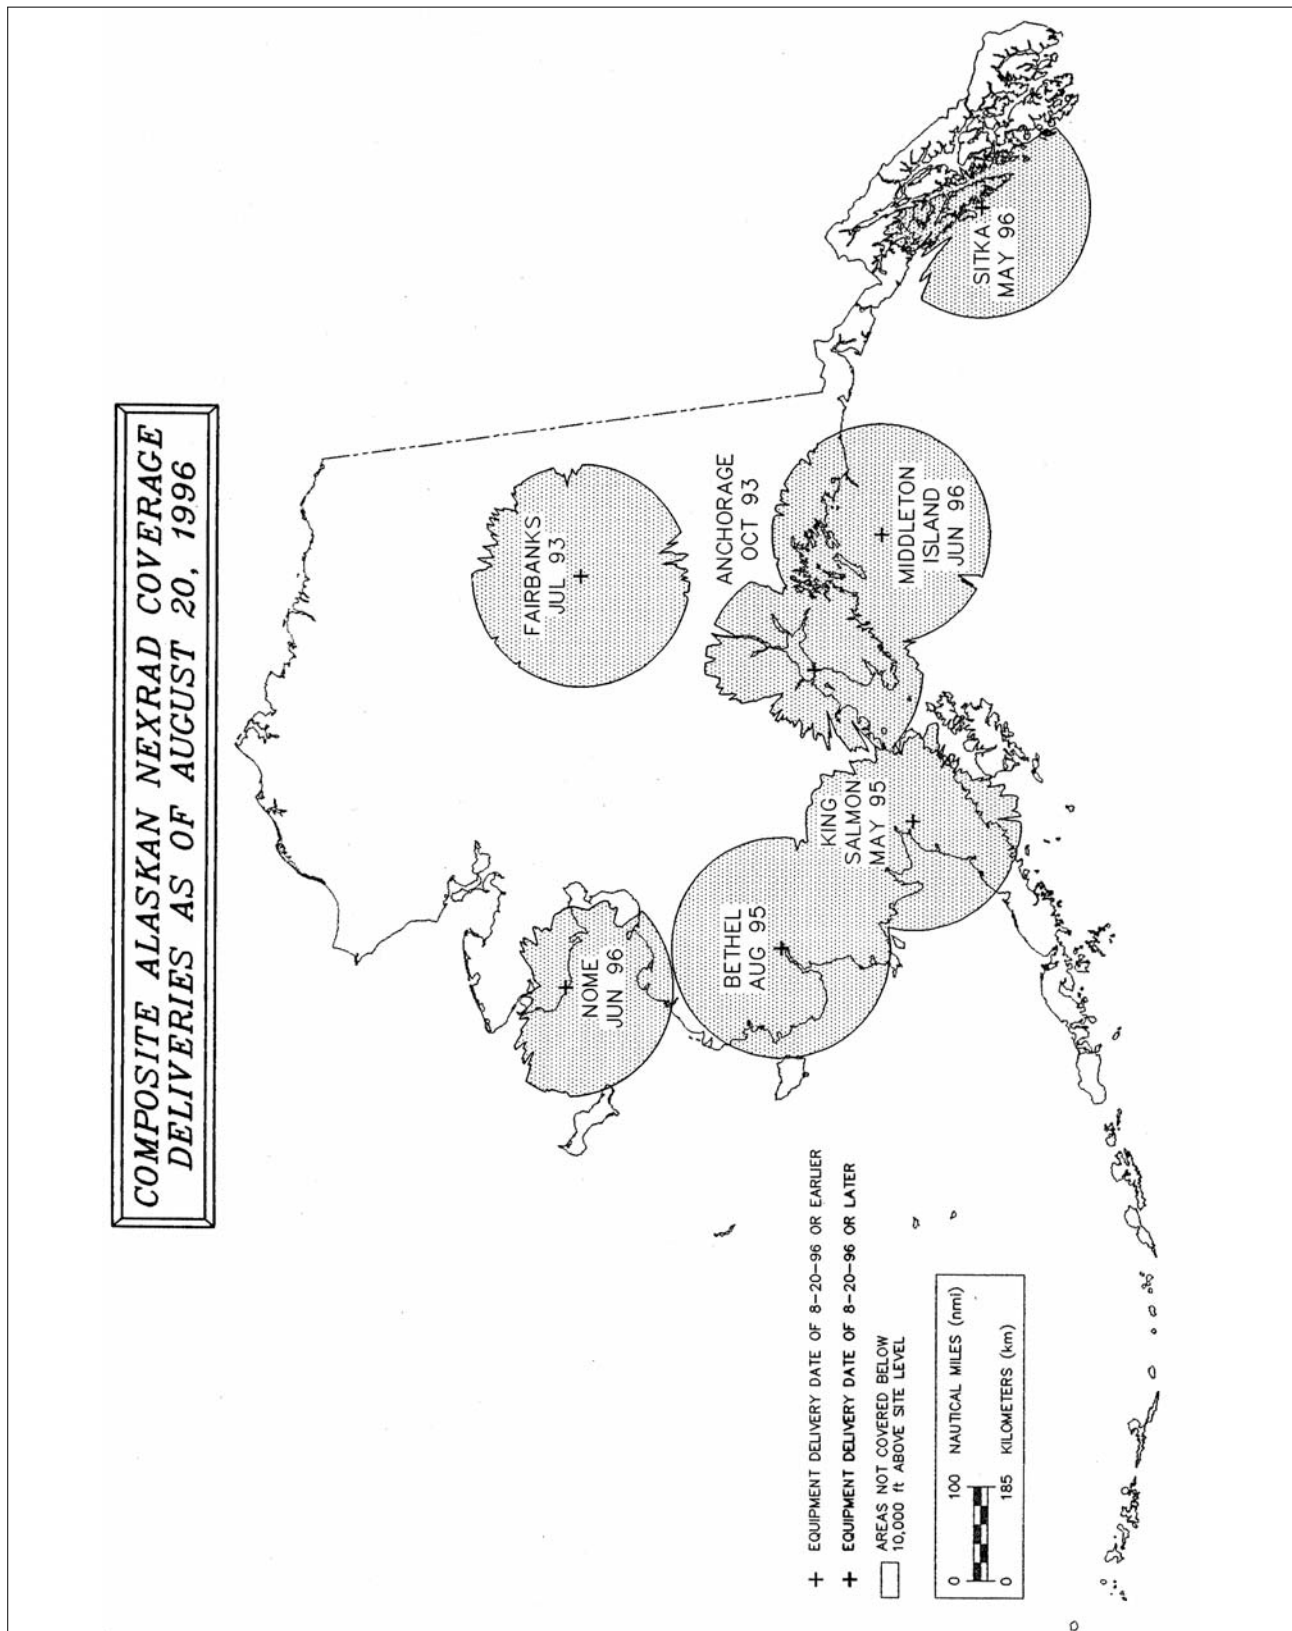 COMPOSITE ALASKAN NEXRAD COVERAGE
DELIVERIES AS OF AUGUST 20, 1996
FAIRBANKS
JUL 93
ANCHORAGE
OCT 93
MIDDLETON
ISLAND
JUN 96
SITKA
MAY 96
KING
SALMON
MAY 95
BETHEL
AUG 95
NOME
JUN 96
EQUIPMENT DELIVERY DATE OF 8-20-96 OR EARLIER
EQUIPMENT DELIVERY DATE OF 8-20-96 OR LATER
AREAS NOT COVERED BELOW
10,000 ft ABOVE SITE LEVEL
0 100 NAUTICAL MILES (nmi)
0 185 KILOMETERS (km)